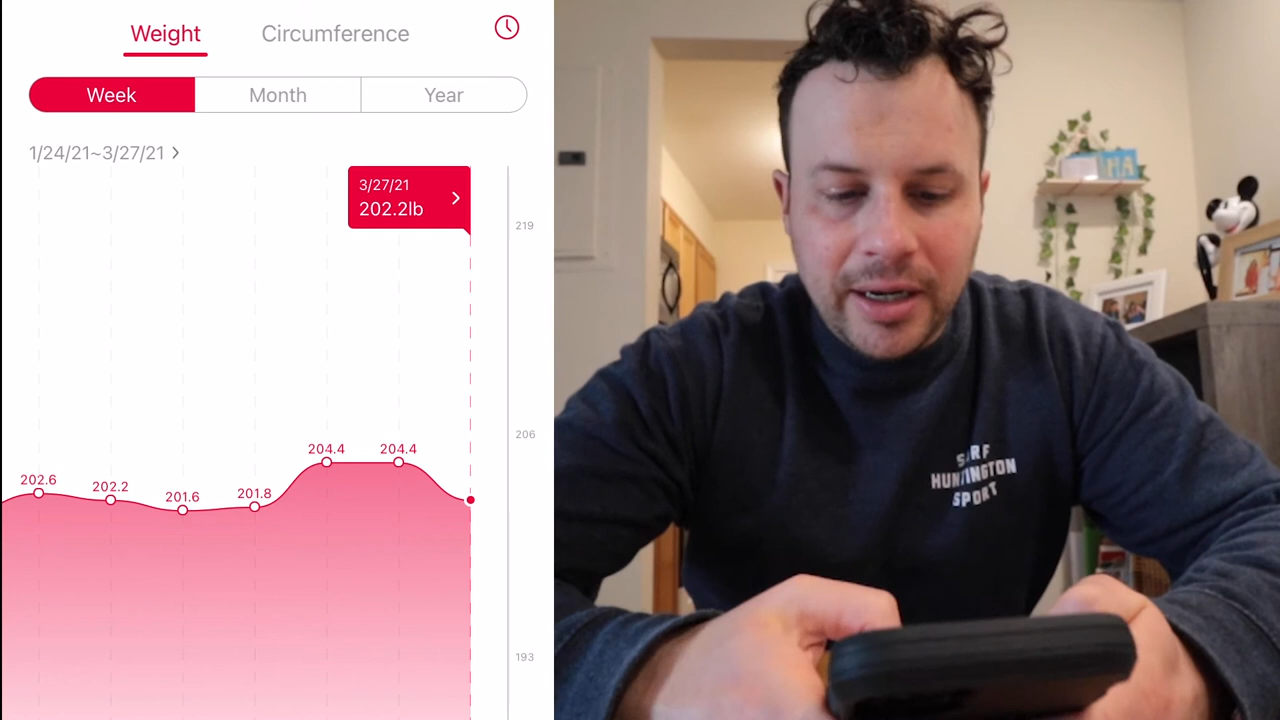 Weight Circumference
Week Month Year
1/24/21~3/27/21 >
3/27/21
202.2lb >
219
206
204.4 204.4
202.6 202.2 201.6 201.8
193
HA
SURF
HUNTINGTON
SPORT